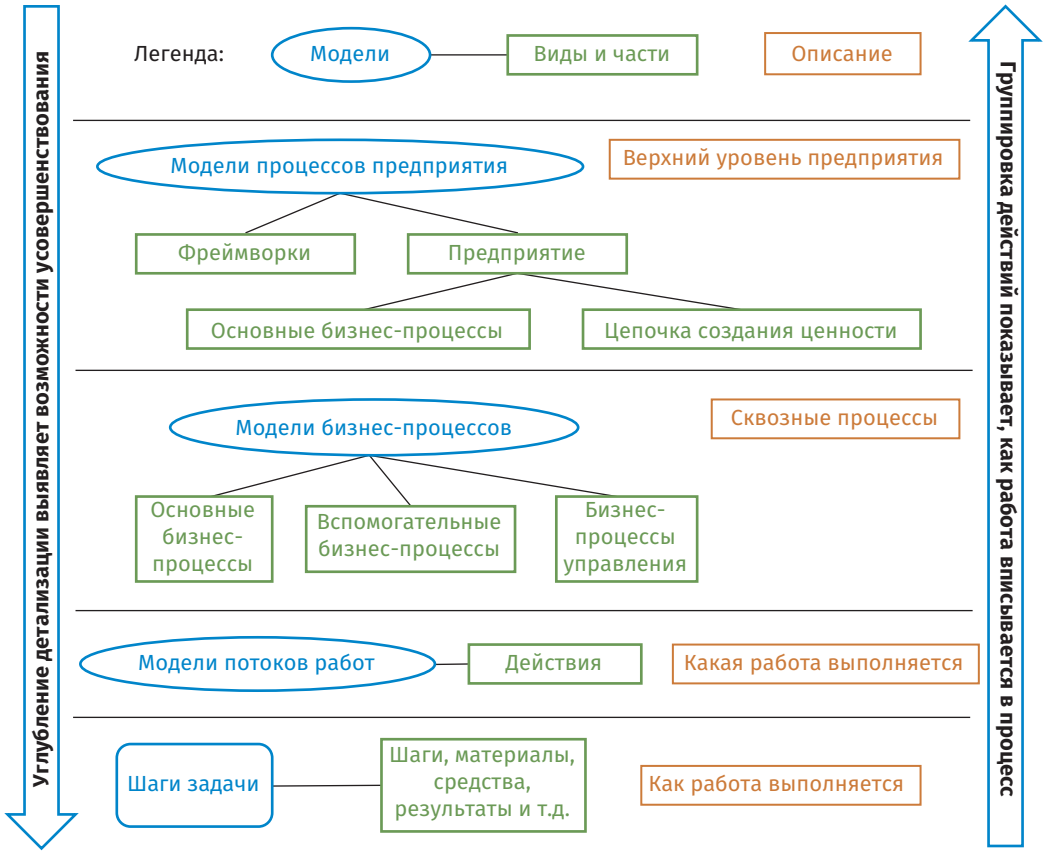 Углубление детализации выявляет возможности усовершенствования
Легенда:
Модели
Виды и части
Описание
Модели процессов предприятия
Верхний уровень предприятия
Фреймворки
Предприятие
Основные бизнес-процессы
Цепочка создания ценности
Модели бизнес-процессов
Сквозные процессы
Основные
бизнес-
процессы
Вспомогательные
бизнес-процессы
Бизнес-
процессы
управления
Модели потоков работ
Действия
Какая работа выполняется
Шаги задачи
Шаги, материалы,
средства,
результаты и т.д.
Как работа выполняется
Группировка действий показывает, как работа вписывается в процесс